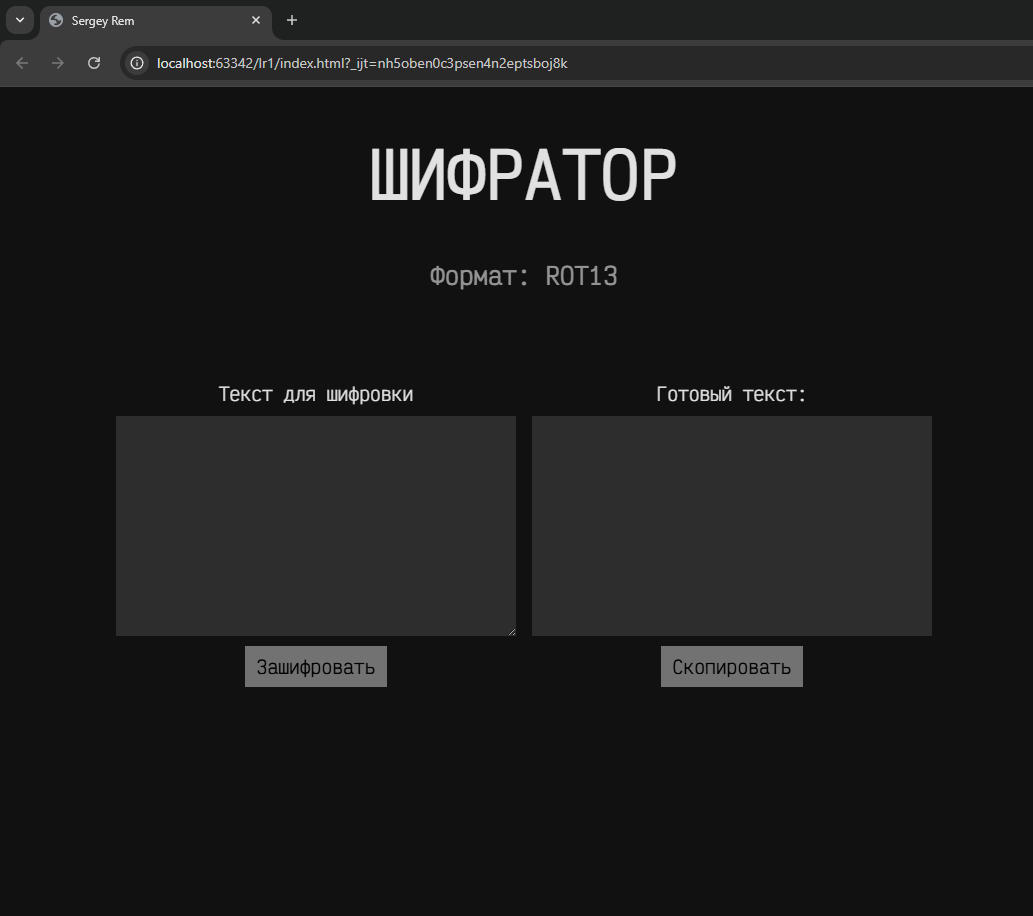 Sergey Rem
localhost:63342/lr1/index.html?_ijt=nh5oben0c3psen4n2eptsboj8k
ШИФРАТОР
Формат: ROT13
Текст для шифровки
Готовый текст:
Зашифровать
Скопировать